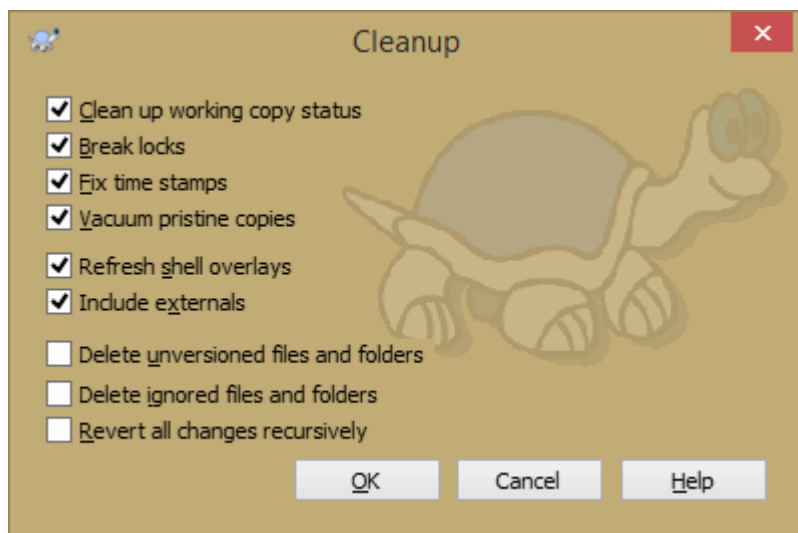 Cleanup
Clean up working copy status
Break locks
Fix time stamps
Vacuum pristine copies
Refresh shell overlays
Include externals
Delete unversioned files and folders
Delete ignored files and folders
Revert all changes recursively
OK Cancel Help